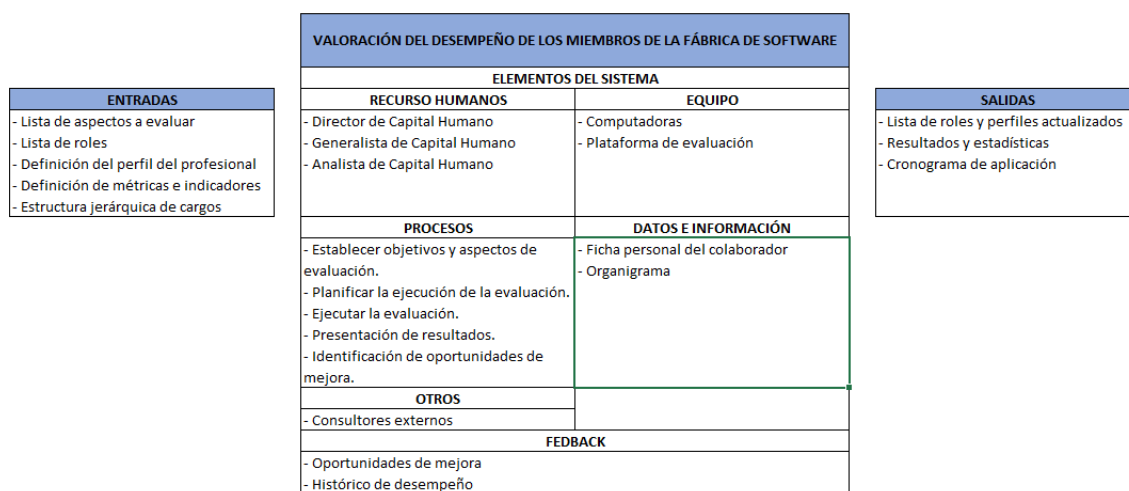 VALORACIÓN DEL DESEMPEÑO DE LOS MIEMBROS DE LA FÁBRICA DE SOFTWARE
ELEMENTOS DEL SISTEMA
ENTRADAS
- Lista de aspectos a evaluar
- Lista de roles
- Definición del perfil del profesional
- Definición de métricas e indicadores
- Estructura jerárquica de cargos
RECURSO HUMANOS
- Director de Capital Humano
- Generalista de Capital Humano
- Analista de Capital Humano
EQUIPO
- Computadoras
- Plataforma de evaluación
SALIDAS
- Lista de roles y perfiles actualizados
- Resultados y estadísticas
- Cronograma de aplicación
PROCESOS
- Establecer objetivos y aspectos de
evaluación.
- Planificar la ejecución de la evaluación.
- Ejecutar la evaluación.
- Presentación de resultados.
- Identificación de oportunidades de
mejora.
DATOS E INFORMACIÓN
- Ficha personal del colaborador
- Organigrama
OTROS
- Consultores externos
FEDBACK
- Oportunidades de mejora
- Histórico de desempeño